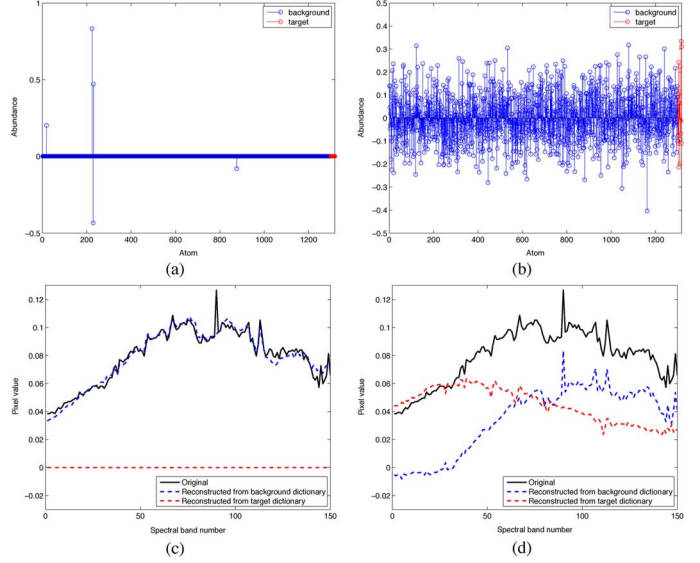 1
0.5
0
−0.5
0 200 400 600 800 1000 1200
Atom
Abundance
background
target
(a)
0.5
0.4
0.3
0.2
0.1
0
−0.1
−0.2
−0.3
−0.4
−0.5
0 200 400 600 800 1000 1200
Atom
Abundance
background
target
(b)
0.12
0.1
0.08
0.06
0.04
0.02
0
−0.02
0 50 100 150
Spectral band number
Pixel value
Original
Reconstructed from background dictionary
Reconstructed from target dictionary
(c)
0.12
0.1
0.08
0.06
0.04
0.02
0
−0.02
0 50 100 150
Spectral band number
Pixel value
Original
Reconstructed from background dictionary
Reconstructed from target dictionary
(d)